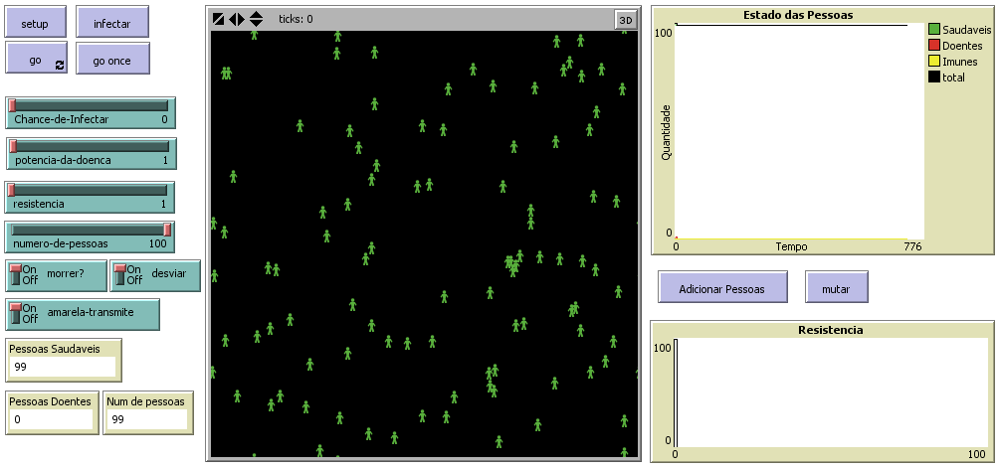 setup
infectar
go
go once
Chance-de-Infectar 0
potencia-da-doenca 1
resistencia 1
numero-de-pessoas 100
On
Off
morrer?
On
Off
desviar
On
Off
amarela-transmite
Pessoas Saudaveis
99
Pessoas Doentes
0
Num de pessoas
99
ticks: 0
3D
Estado das Pessoas
100
Quantidade
0
0
Tempo
776
Saudaveis
Doentes
Imunes
total
Adicionar Pessoas
mutar
Resistencia
100
0
0
100